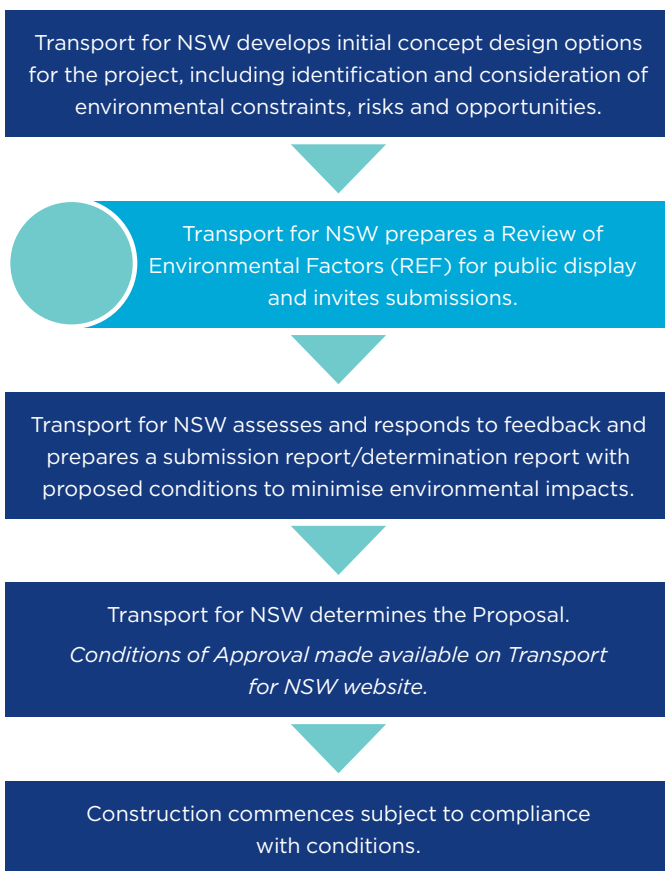 Transport for NSW develops initial concept design options
for the project, including identification and consideration of
environmental constraints, risks and opportunities.
Transport for NSW prepares a Review of
Environmental Factors (REF) for public display
and invites submissions.
Transport for NSW assesses and responds to feedback and
prepares a submission report/determination report with
proposed conditions to minimise environmental impacts.
Transport for NSW determines the Proposal.
Conditions of Approval made available on Transport
for NSW website.
Construction commences subject to compliance
with conditions.